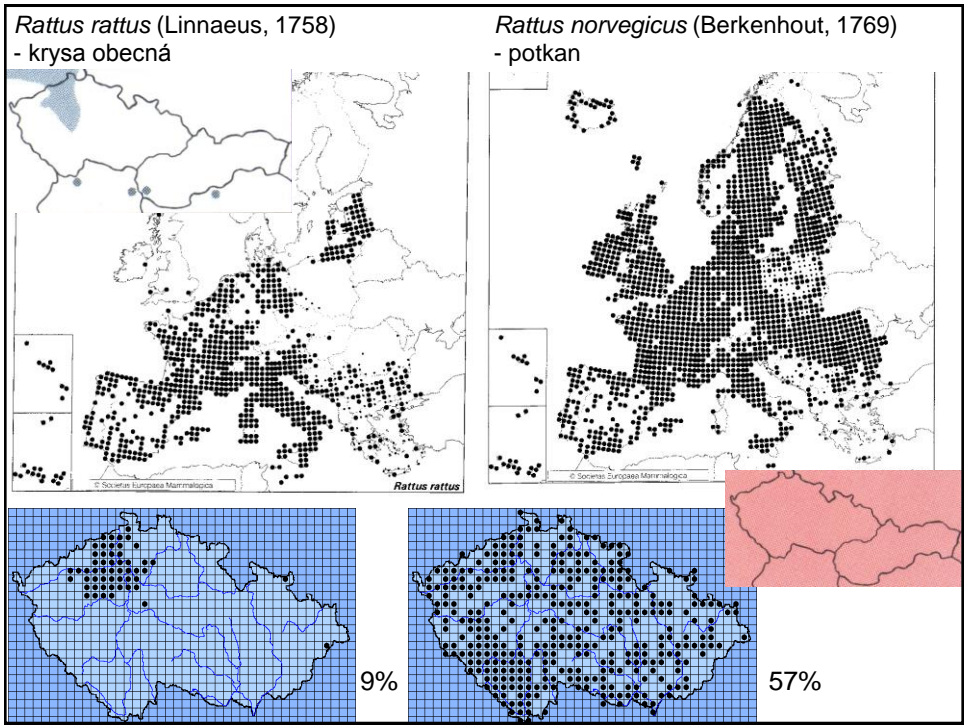 Rattus rattus (Linnaeus, 1758)
- krysa obecná
Rattus norvegicus (Berkenhout, 1769)
- potkan
© Societas Europaea Mammalogica
Rattus rattus
© Societas Europaea Mammalogica
9%
57%